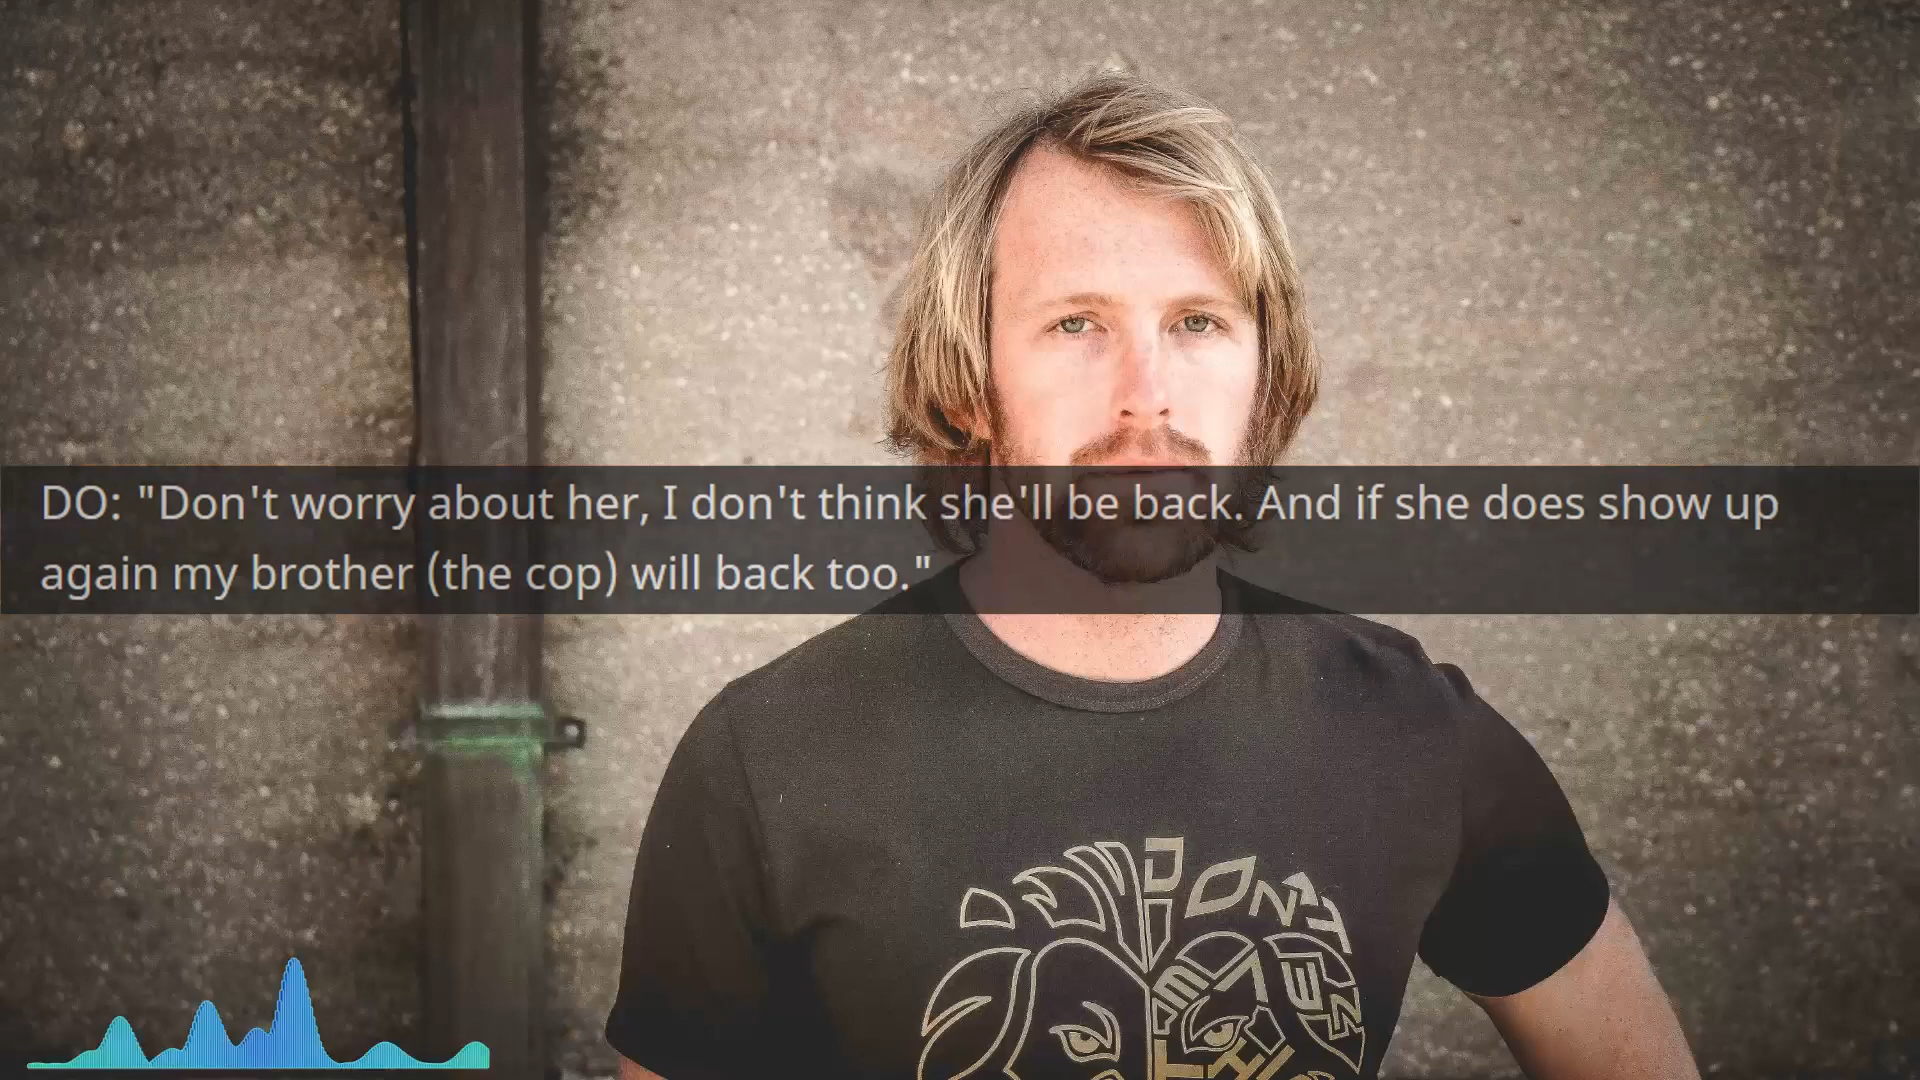 DO: "Don't worry about her, I don't think she'll be back. And if she does show up
again my brother (the cop) will back too."
DON'T